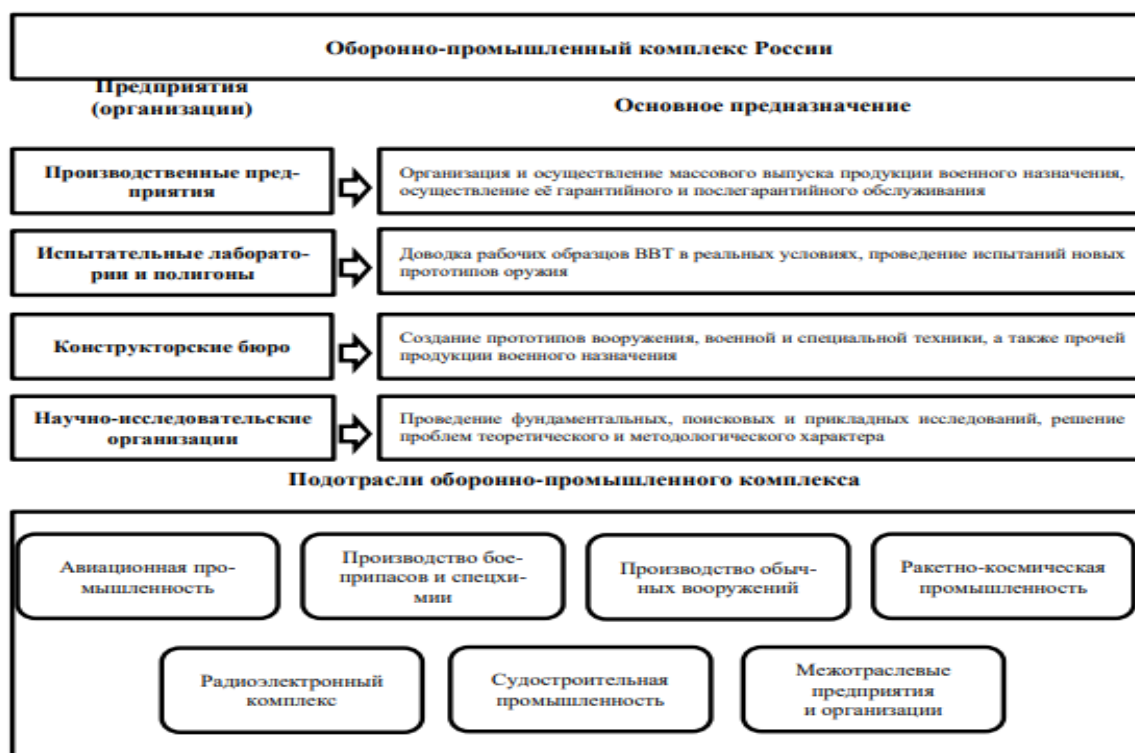 Оборонно-промышленный комплекс России
Предприятия
(организации)
Основное предназначение
Производственные пред-
приятия
Организация и осуществление массового выпуска продукции военного назначения,
осуществление её гарантийного и послегарантийного обслуживания
Испытательные лаборато-
рии и полигоны
Доводка рабочих образцов ВВТ в реальных условиях, проведение испытаний новых
прототипов оружия
Конструкторские бюро
Создание прототипов вооружения, военной и специальной техники, а также прочей
продукции военного назначения
Научно-исследовательские
организации
Проведение фундаментальных, поисковых и прикладных исследований, решение
проблем теоретического и методологического характера
Подотрасли оборонно-промышленного комплекса
Авиационная про-
мышленность
Производство бое-
припасов и спецхи-
мии
Производство обыч-
ных вооружений
Ракетно-космическая
промышленность
Радиоэлектронный
комплекс
Судостроительная
промышленность
Межотраслевые
предприятия
и организации